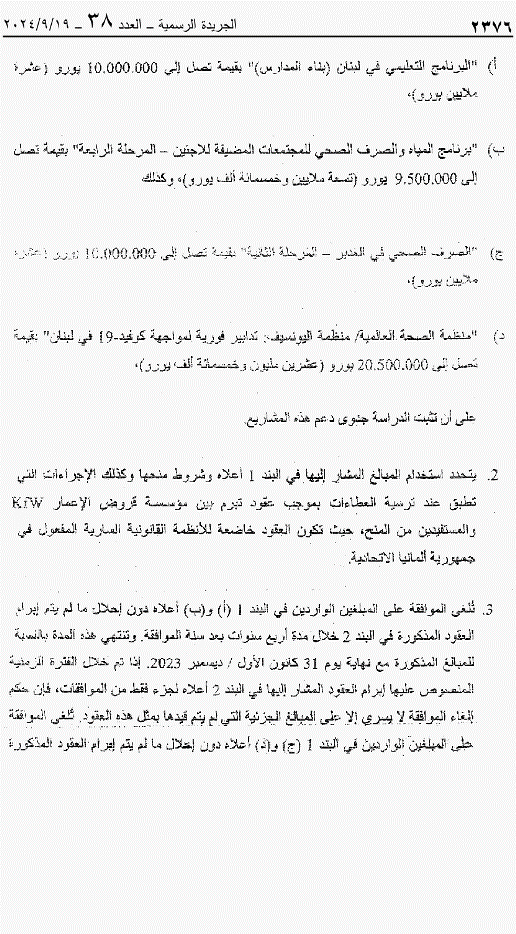 ٢٣٧٦ الجريدة الرسمية ــ العدد ٣٨ ــ ٢٠٢٤/٩/١٩
أ) "البرنامج التعليمي في لبنان (بناء المدارس)" بقيمة تصل إلى 10.000.000 يورو (عشرة
ملايين يورو)،
ب) "برنامج المياه والصرف الصحي للمجتمعات المضيفة للاجئين – المرحلة الرابعة" بقيمة تصل
إلى 9.500.000 يورو (تسعة ملايين وخمسمائة ألف يورو)، وكذلك
ج) "الصرف الصحي في الغدير – المرحلة الثانية" بقيمة تصل إلى 10.000.000 يورو (عشرة
ملايين يورو)،
د) "منظمة الصحة العالمية/ منظمة اليونسيف: تدابير فورية لمواجهة كوفيد-19 في لبنان" بقيمة
تصل إلى 20.500.000 يورو (عشرين مليون وخمسمائة ألف يورو)،
على أن تثبت الدراسة جدوى دعم هذه المشاريع.
2. يتحدد استخدام المبالغ المشار إليها في البند 1 أعلاه وشروط منحها وكذلك الإجراءات التي
تطبق عند ترسية العطاءات بموجب عقود تبرم بين مؤسسة قروض الإعمار KfW
والمستفيدين من المنح، حيث تكون العقود خاضعة للأنظمة القانونية السارية المفعول في
جمهورية ألمانيا الاتحادية.
3. تُلغى الموافقة على المبلغين الواردين في البند 1 (أ) و(ب) أعلاه دون إحلال ما لم يتم إبرام
العقود المذكورة في البند 2 خلال مدة أربع سنوات بعد سنة الموافقة. وتنتهي هذه المدة بالنسبة
للمبالغ المذكورة مع نهاية يوم 31 كانون الأول / ديسمبر 2023. إذا تم خلال الفترة الزمنية
المنصوص عليها إبرام العقود المشار إليها في البند 2 أعلاه لجزء فقط من الموافقات، فإن حكم
إلغاء الموافقة لا يسري إلا على المبالغ الجزئية التي لم يتم قيدها بمثل هذه العقود. تُلغى الموافقة
على المبلغين الواردين في البند 1 (ج) و(د) أعلاه دون إحلال ما لم يتم إبرام العقود المذكورة